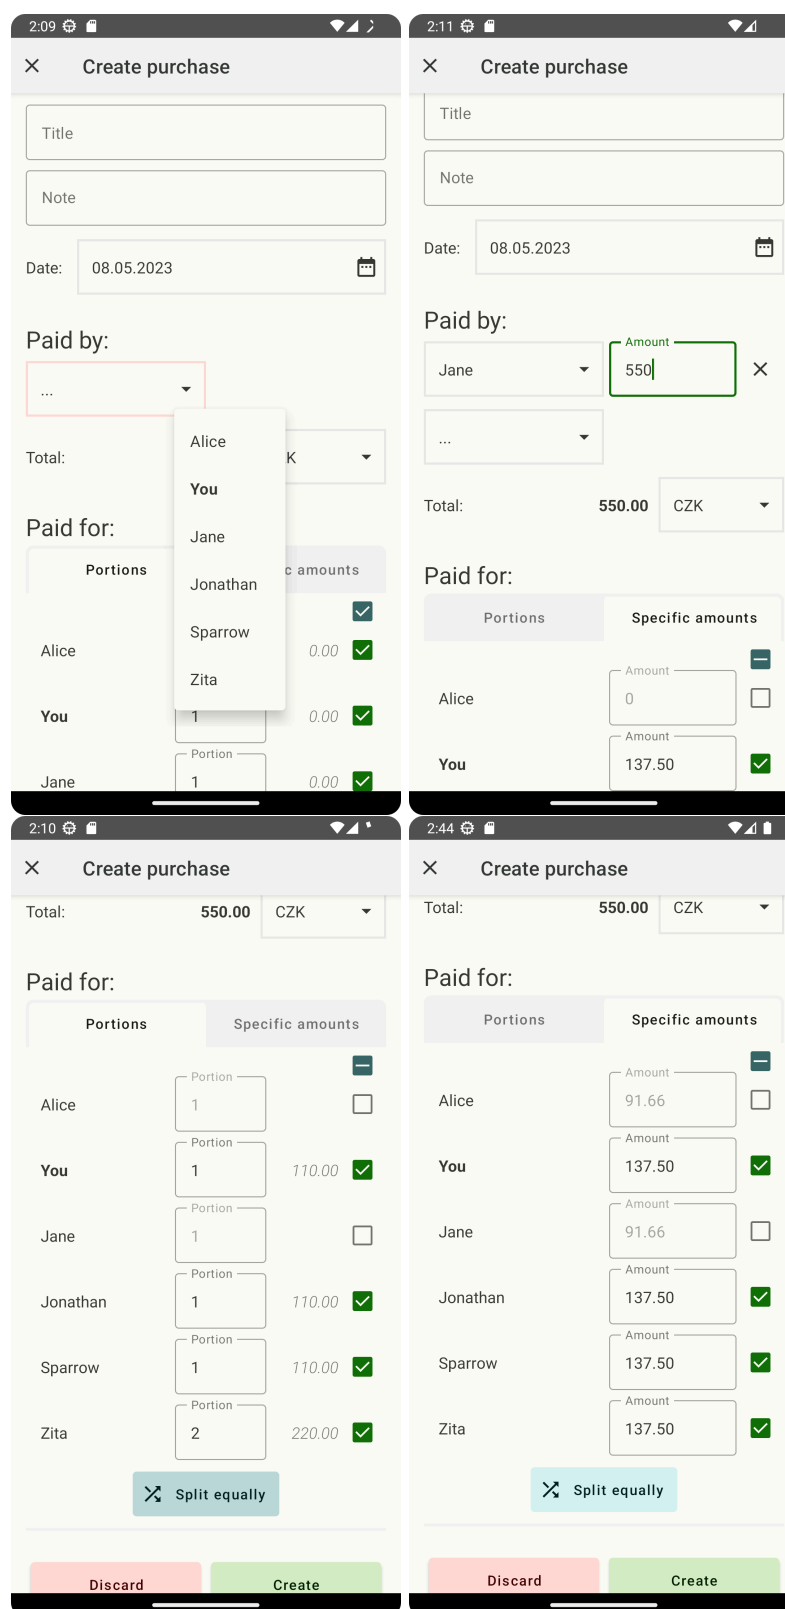 2:09
Create purchase
Title
Note
Date: 08.05.2023
Paid by:
...
Alice
You
Jane
Jonathan
Sparrow
Zita
Total: K
Paid for:
Portions c amounts
Alice 0.00
You 1 0.00
Portion
Jane 1 0.00
2:11
Create purchase
Title
Note
Date: 08.05.2023
Paid by:
Amount
Jane 550
...
Total: 550.00 CZK
Paid for:
Portions Specific amounts
Amount
Alice 0
Amount
You 137.50
2:10
Create purchase
Total: 550.00 CZK
Paid for:
Portions Specific amounts
Portion
Alice 1
Portion
You 1 110.00
Portion
Jane 1
Portion
Jonathan 1 110.00
Portion
Sparrow 1 110.00
Portion
Zita 2 220.00
Split equally
Discard Create
2:44
Create purchase
Total: 550.00 CZK
Paid for:
Portions Specific amounts
Amount
Alice 91.66
Amount
You 137.50
Amount
Jane 91.66
Amount
Jonathan 137.50
Amount
Sparrow 137.50
Amount
Zita 137.50
Split equally
Discard Create